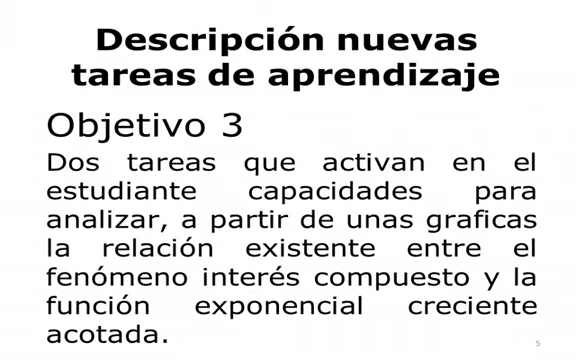 Descripción nuevas
tareas de aprendizaje
Objetivo 3
Dos tareas que activan en el
estudiante capacidades para
analizar, a partir de unas graficas
la relación existente entre el
fenómeno interés compuesto y la
función exponencial creciente
acotada.
5